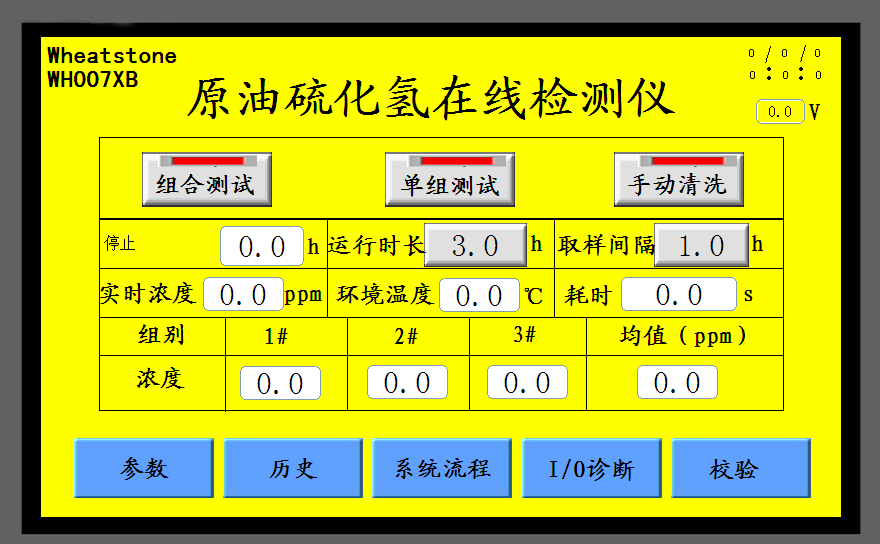 Wheatstone
WH007XB
0 / 0 / 0
0 : 0 : 0
原油硫化氢在线检测仪
0.0 V
组合测试 单组测试 手动清洗
停止 0.0 h 运行时长 3.0 h 取样间隔 1.0 h
实时浓度 0.0 ppm 环境温度 0.0 ℃ 耗时 0.0 s
组别 1# 2# 3# 均值(ppm)
浓度 0.0 0.0 0.0 0.0
参数 历史 系统流程 I/O诊断 校验